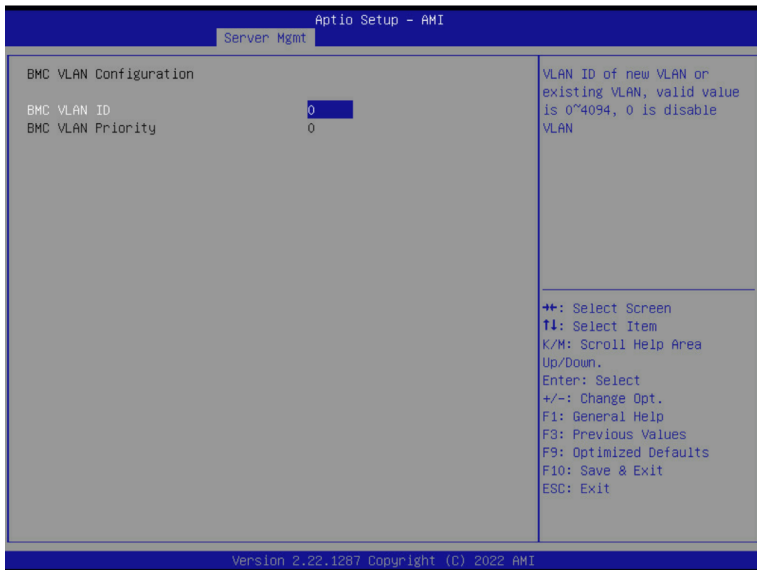 Aptio Setup – AMI
Server Mgmt
BMC VLAN Configuration
BMC VLAN ID 0
BMC VLAN Priority 0
VLAN ID of new VLAN or
existing VLAN, valid value
is 0~4094, 0 is disable
VLAN
→←: Select Screen
↑↓: Select Item
K/M: Scroll Help Area
Up/Down.
Enter: Select
+/-: Change Opt.
F1: General Help
F3: Previous Values
F9: Optimized Defaults
F10: Save & Exit
ESC: Exit
Version 2.22.1287 Copyright (C) 2022 AMI